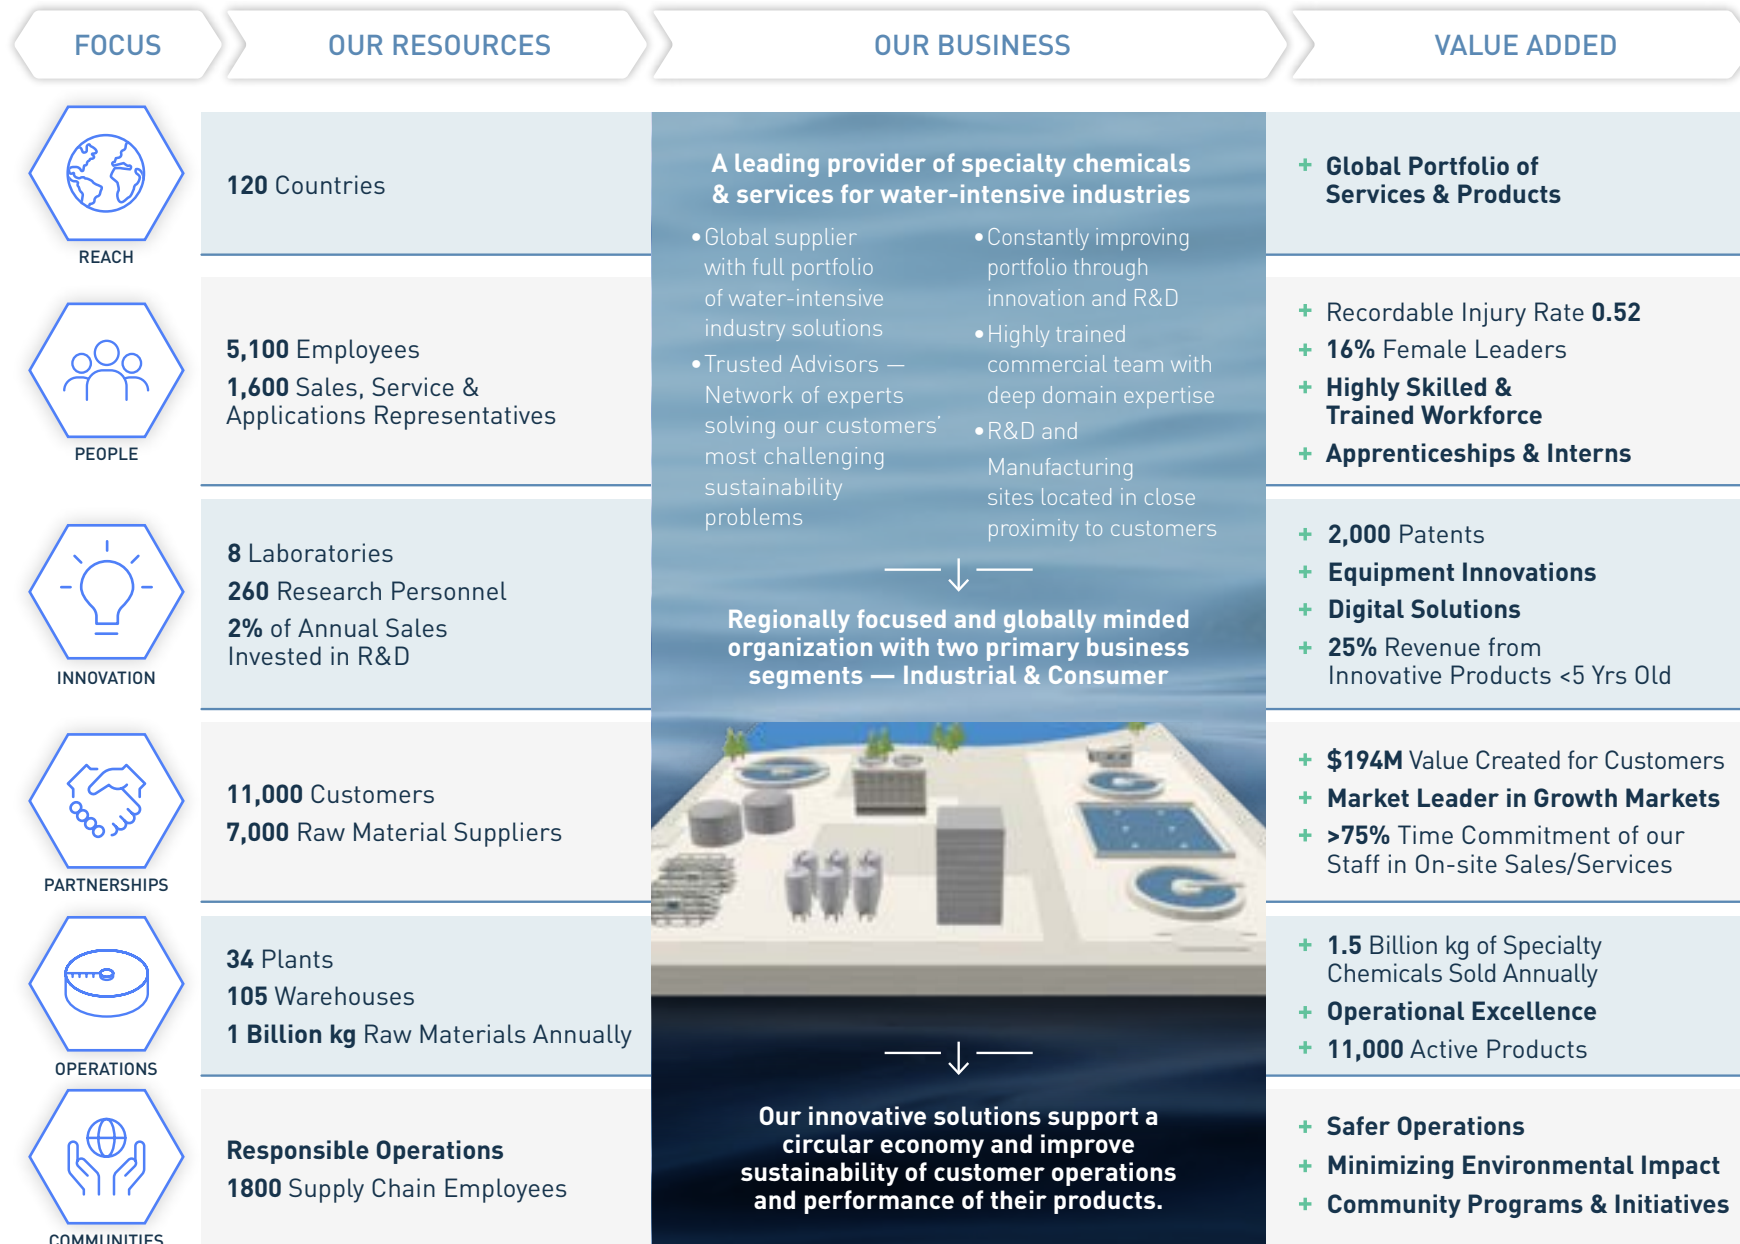 FOCUS
OUR RESOURCES
OUR BUSINESS
VALUE ADDED
REACH
120 Countries
A leading provider of specialty chemicals
& services for water-intensive industries
• Global supplier
with full portfolio
of water-intensive
industry solutions
• Trusted Advisors —
Network of experts
solving our customers'
most challenging
sustainability
problems
• Constantly improving
portfolio through
innovation and R&D
• Highly trained
commercial team with
deep domain expertise
• R&D and
Manufacturing
sites located in close
proximity to customers
Regionally focused and globally minded
organization with two primary business
segments — Industrial & Consumer
Our innovative solutions support a
circular economy and improve
sustainability of customer operations
and performance of their products.
+ Global Portfolio of
Services & Products
PEOPLE
5,100 Employees
1,600 Sales, Service &
Applications Representatives
+ Recordable Injury Rate 0.52
+ 16% Female Leaders
+ Highly Skilled &
Trained Workforce
+ Apprenticeships & Interns
INNOVATION
8 Laboratories
260 Research Personnel
2% of Annual Sales
Invested in R&D
+ 2,000 Patents
+ Equipment Innovations
+ Digital Solutions
+ 25% Revenue from
Innovative Products <5 Yrs Old
PARTNERSHIPS
11,000 Customers
7,000 Raw Material Suppliers
+ $194M Value Created for Customers
+ Market Leader in Growth Markets
+ >75% Time Commitment of our
Staff in On-site Sales/Services
OPERATIONS
34 Plants
105 Warehouses
1 Billion kg Raw Materials Annually
+ 1.5 Billion kg of Specialty
Chemicals Sold Annually
+ Operational Excellence
+ 11,000 Active Products
COMMUNITIES
Responsible Operations
1800 Supply Chain Employees
+ Safer Operations
+ Minimizing Environmental Impact
+ Community Programs & Initiatives